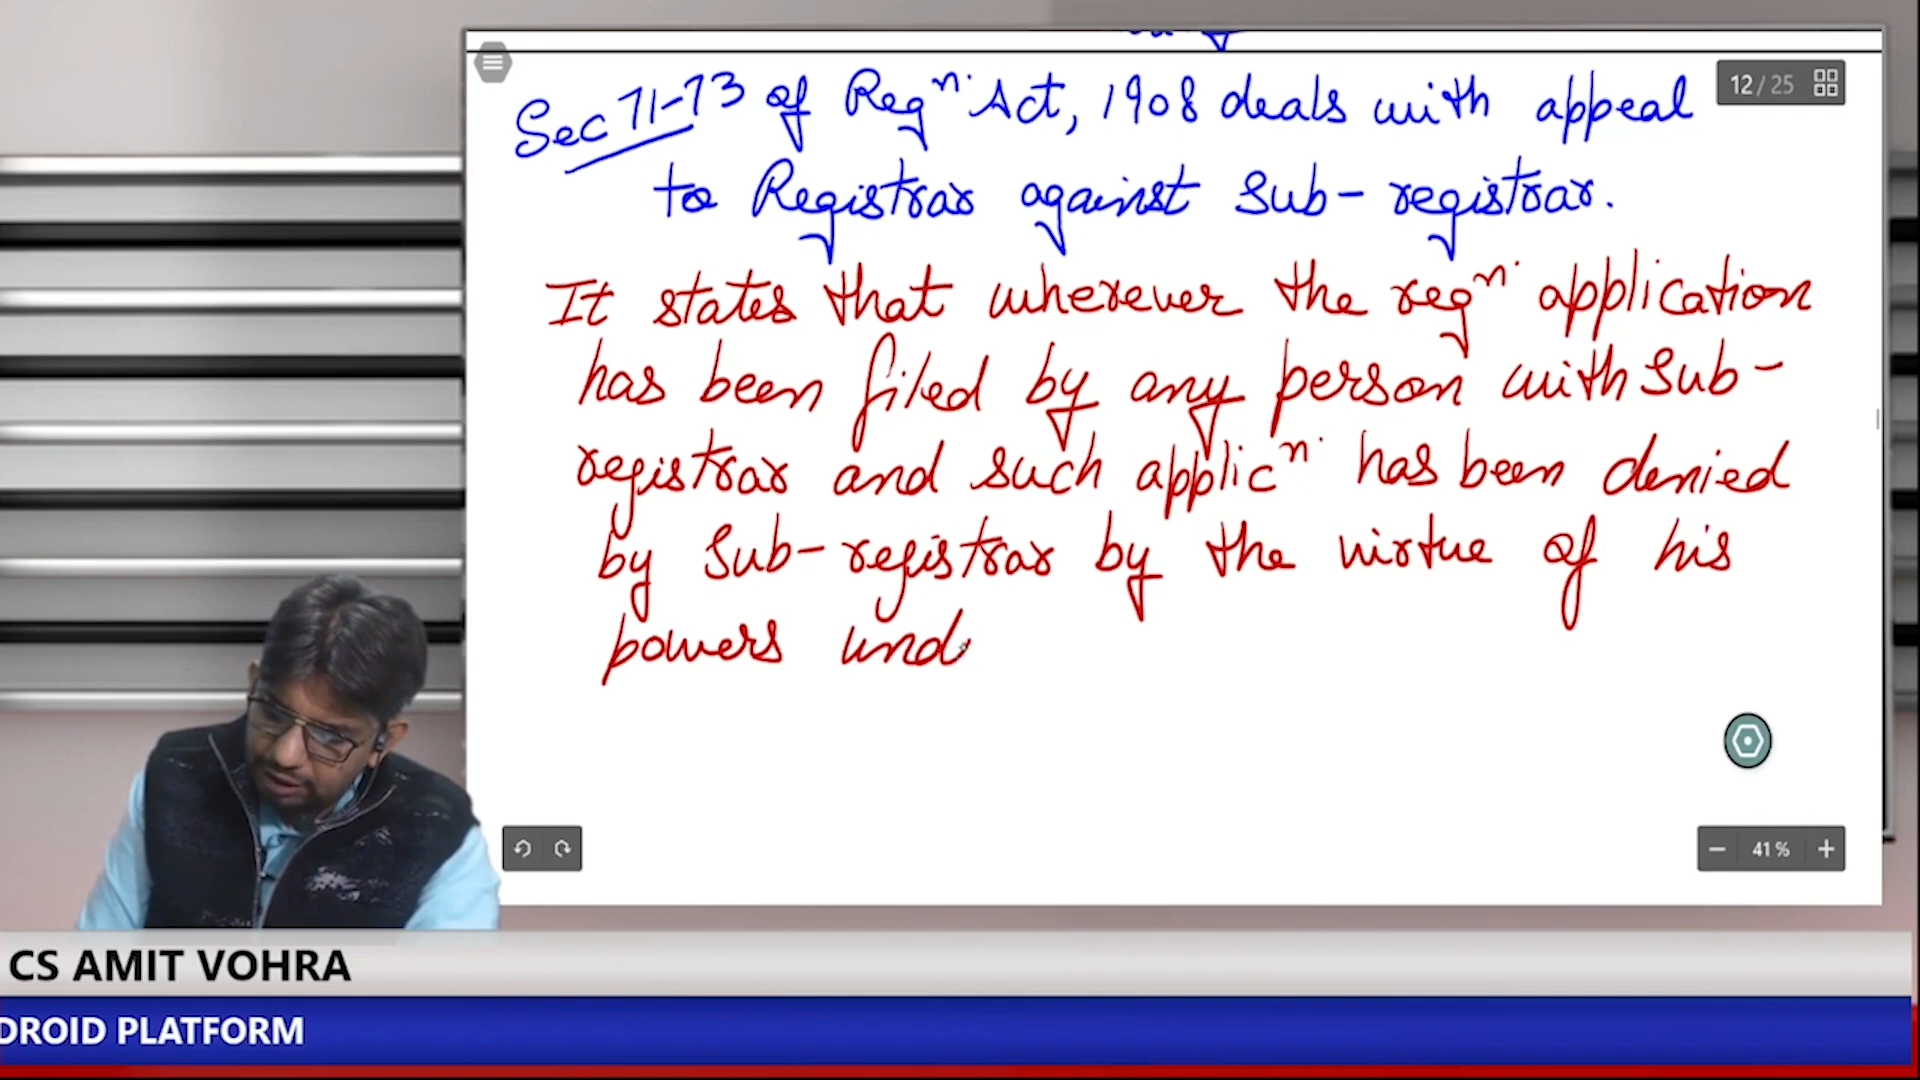 Sec 71-73 of Regn. Act, 1908 deals with appeal
to Registrar against Sub-registrar.
It states that wherever the regn. application
has been filed by any person with Sub-
registrar and such applicn. has been denied
by Sub-registrar by the virtue of his
powers und
12 / 25
41 %
CS AMIT VOHRA
DROID PLATFORM